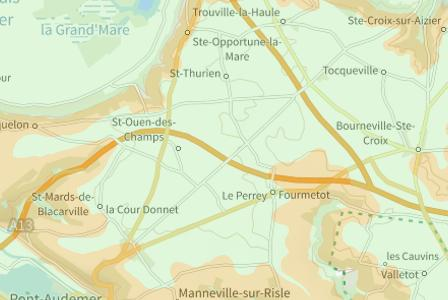 Trouville-la-Haule
Ste-Croix-sur-Aizier
la Grand'Mare
Ste-Opportune-la-
Mare
St-Thurien
Tocqueville
St-Ouen-des-
Champs
Bourneville-Ste-
Croix
St-Mards-de-
Blacarville
la Cour Donnet
Le Perrey
Fourmetot
A13
les Cauvins
Valletot
Pont-Audemer
Manneville-sur-Risle